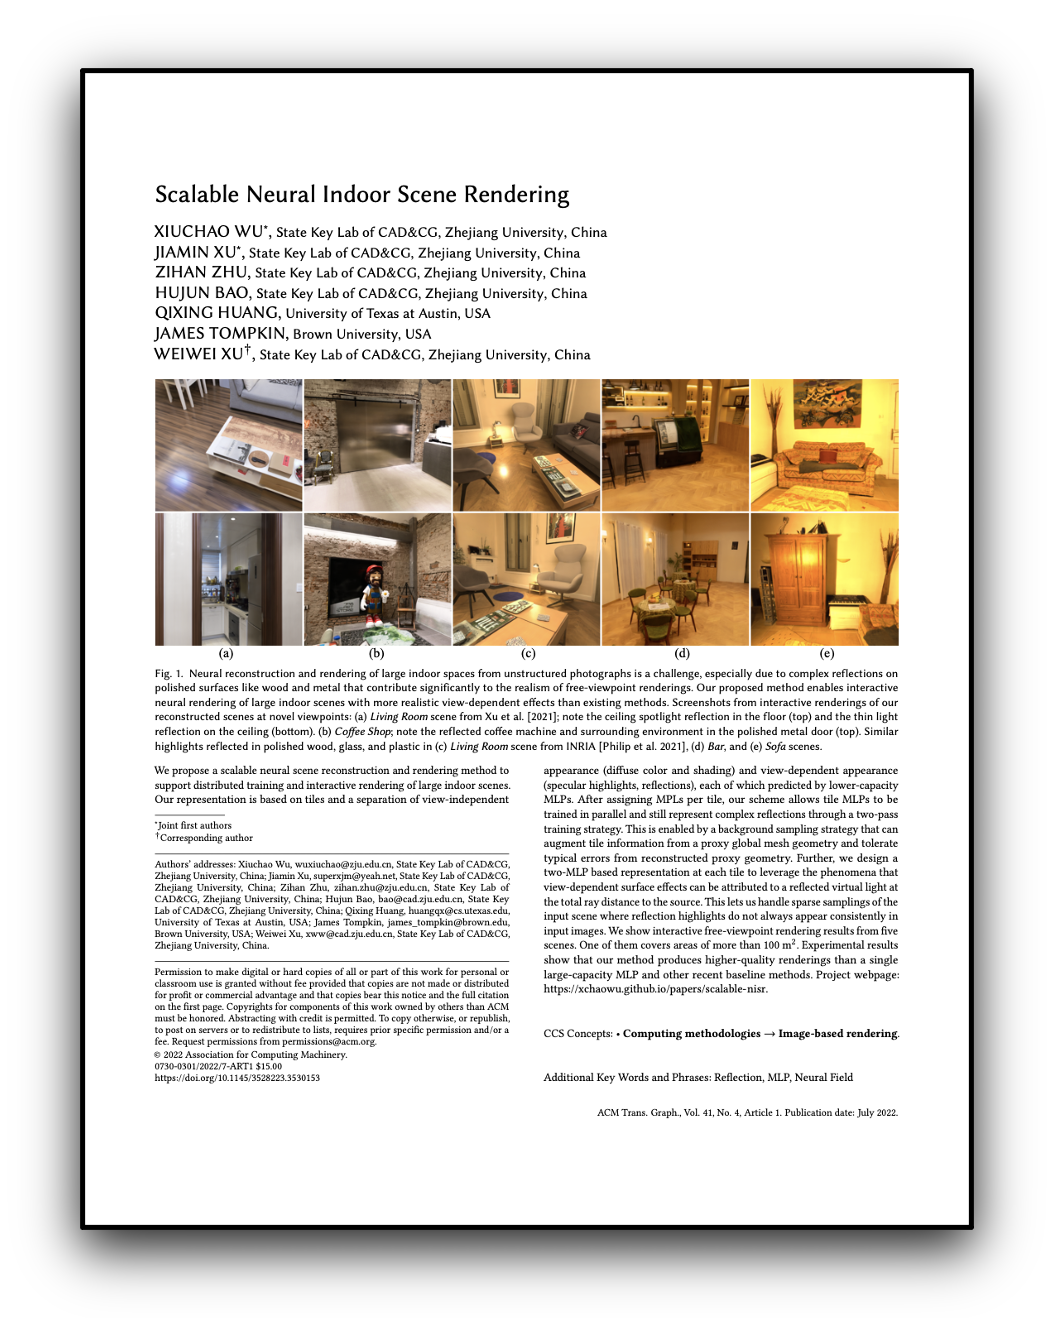 Scalable Neural Indoor Scene Rendering
XIUCHAO WU*, State Key Lab of CAD&CG, Zhejiang University, China
JIAMIN XU*, State Key Lab of CAD&CG, Zhejiang University, China
ZIHAN ZHU, State Key Lab of CAD&CG, Zhejiang University, China
HUJUN BAO, State Key Lab of CAD&CG, Zhejiang University, China
QIXING HUANG, University of Texas at Austin, USA
JAMES TOMPKIN, Brown University, USA
WEIWEI XU†, State Key Lab of CAD&CG, Zhejiang University, China
(a) (b) (c) (d) (e)
Fig. 1. Neural reconstruction and rendering of large indoor spaces from unstructured photographs is a challenge, especially due to complex reflections on
polished surfaces like wood and metal that contribute significantly to the realism of free-viewpoint renderings. Our proposed method enables interactive
neural rendering of large indoor scenes with more realistic view-dependent effects than existing methods. Screenshots from interactive renderings of our
reconstructed scenes at novel viewpoints: (a) Living Room scene from Xu et al. [2021]; note the ceiling spotlight reflection in the floor (top) and the thin light
reflection on the ceiling (bottom). (b) Coffee Shop; note the reflected coffee machine and surrounding environment in the polished metal door (top). Similar
highlights reflected in polished wood, glass, and plastic in (c) Living Room scene from INRIA [Philip et al. 2021], (d) Bar, and (e) Sofa scenes.
We propose a scalable neural scene reconstruction and rendering method to
support distributed training and interactive rendering of large indoor scenes.
Our representation is based on tiles and a separation of view-independent
*Joint first authors
†Corresponding author
Authors' addresses: Xiuchao Wu, wuxiuchao@zju.edu.cn, State Key Lab of CAD&CG,
Zhejiang University, China; Jiamin Xu, superxjm@yeah.net, State Key Lab of CAD&CG,
Zhejiang University, China; Zihan Zhu, zihan.zhu@zju.edu.cn, State Key Lab of
CAD&CG, Zhejiang University, China; Hujun Bao, bao@cad.zju.edu.cn, State Key
Lab of CAD&CG, Zhejiang University, China; Qixing Huang, huangqx@cs.utexas.edu,
University of Texas at Austin, USA; James Tompkin, james_tompkin@brown.edu,
Brown University, USA; Weiwei Xu, xww@cad.zju.edu.cn, State Key Lab of CAD&CG,
Zhejiang University, China.
Permission to make digital or hard copies of all or part of this work for personal or
classroom use is granted without fee provided that copies are not made or distributed
for profit or commercial advantage and that copies bear this notice and the full citation
on the first page. Copyrights for components of this work owned by others than ACM
must be honored. Abstracting with credit is permitted. To copy otherwise, or republish,
to post on servers or to redistribute to lists, requires prior specific permission and/or a
fee. Request permissions from permissions@acm.org.
© 2022 Association for Computing Machinery.
0730-0301/2022/7-ART1 $15.00
https://doi.org/10.1145/3528223.3530153
appearance (diffuse color and shading) and view-dependent appearance
(specular highlights, reflections), each of which predicted by lower-capacity
MLPs. After assigning MPLs per tile, our scheme allows tile MLPs to be
trained in parallel and still represent complex reflections through a two-pass
training strategy. This is enabled by a background sampling strategy that can
augment tile information from a proxy global mesh geometry and tolerate
typical errors from reconstructed proxy geometry. Further, we design a
two-MLP based representation at each tile to leverage the phenomena that
view-dependent surface effects can be attributed to a reflected virtual light at
the total ray distance to the source. This lets us handle sparse samplings of the
input scene where reflection highlights do not always appear consistently in
input images. We show interactive free-viewpoint rendering results from five
scenes. One of them covers areas of more than 100 m². Experimental results
show that our method produces higher-quality renderings than a single
large-capacity MLP and other recent baseline methods. Project webpage:
https://xchaowu.github.io/papers/scalable-nisr.
CCS Concepts: • Computing methodologies → Image-based rendering.
Additional Key Words and Phrases: Reflection, MLP, Neural Field
ACM Trans. Graph., Vol. 41, No. 4, Article 1. Publication date: July 2022.